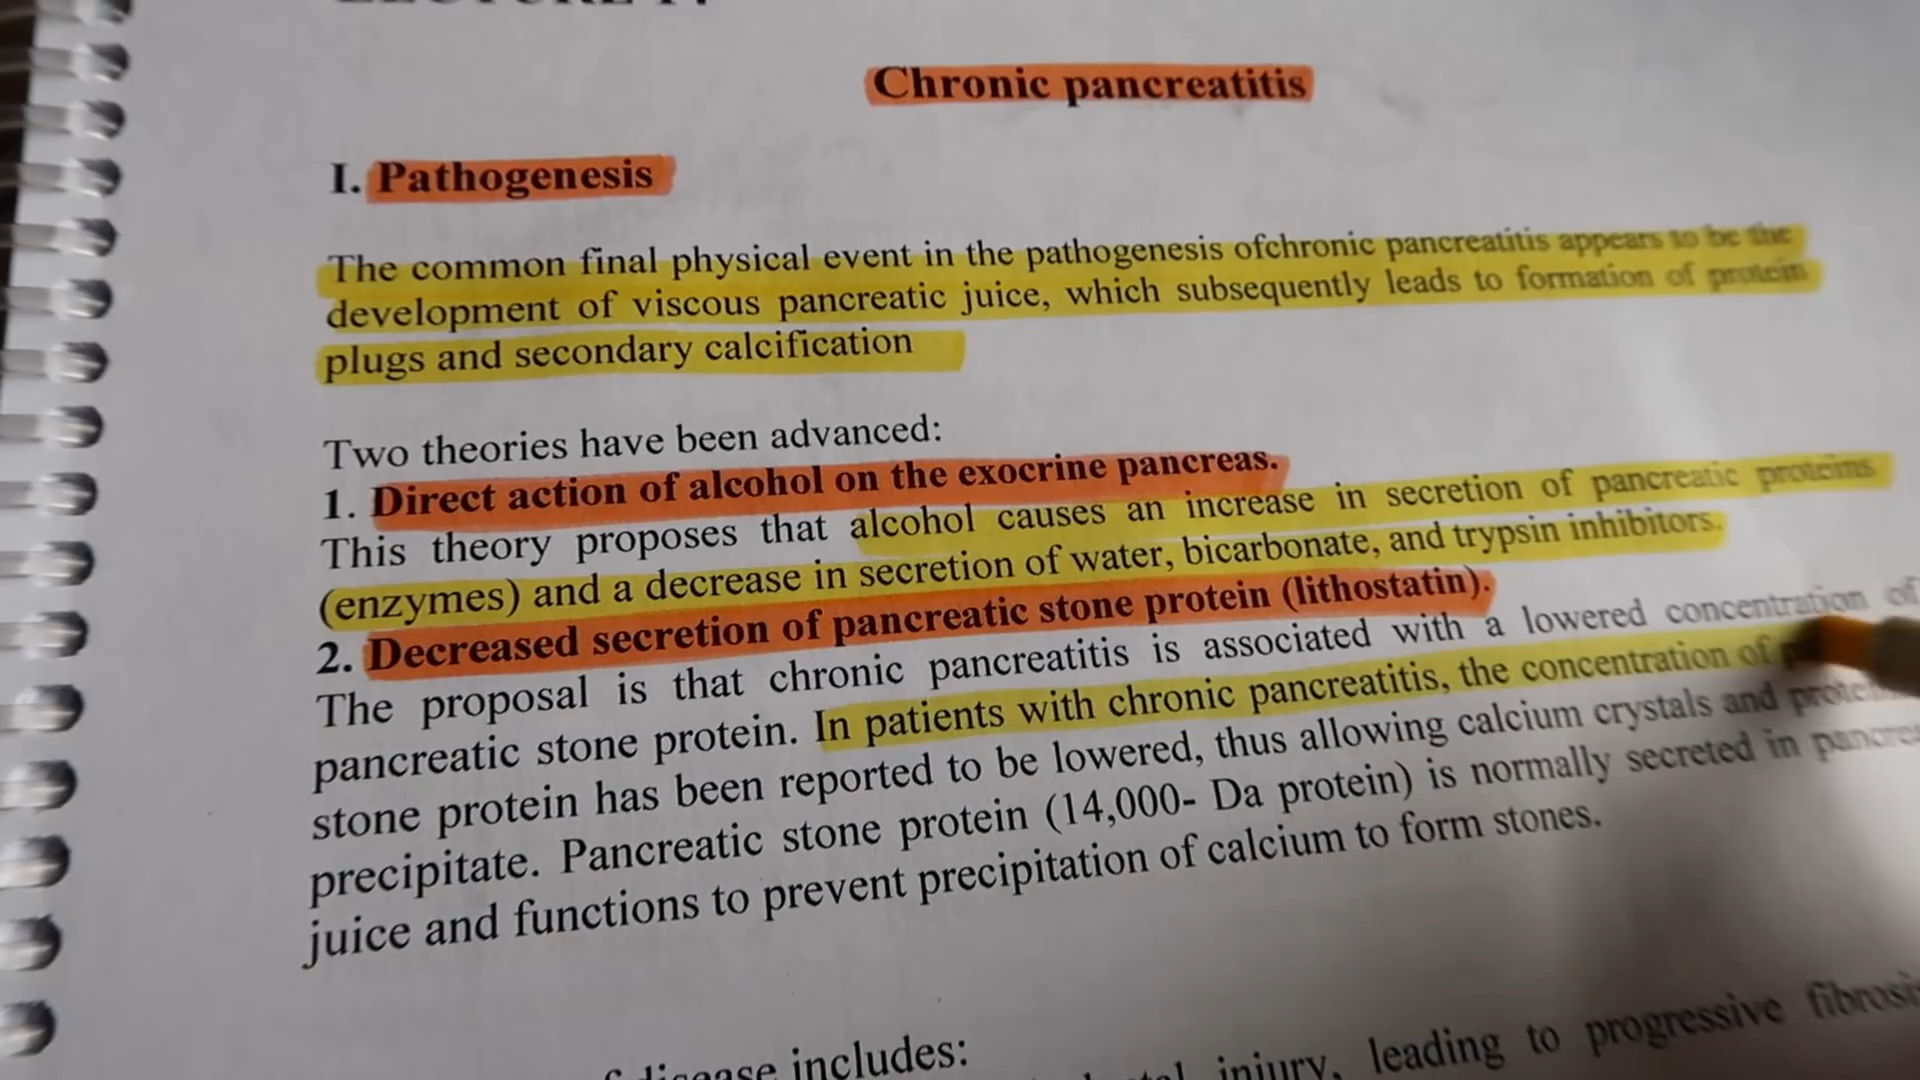 Chronic pancreatitis
I. Pathogenesis
The common final physical event in the pathogenesis ofchronic pancreatitis appears to be the
development of viscous pancreatic juice, which subsequently leads to formation of protein
plugs and secondary calcification
Two theories have been advanced:
1. Direct action of alcohol on the exocrine pancreas.
This theory proposes that alcohol causes an increase in secretion of pancreatic proteins
(enzymes) and a decrease in secretion of water, bicarbonate, and trypsin inhibitors.
2. Decreased secretion of pancreatic stone protein (lithostatin).
The proposal is that chronic pancreatitis is associated with a lowered concentration of
pancreatic stone protein. In patients with chronic pancreatitis, the concentration of
stone protein has been reported to be lowered, thus allowing calcium crystals and
precipitate. Pancreatic stone protein (14,000- Da protein) is normally secreted in
juice and functions to prevent precipitation of calcium to form stones.
disease includes:
injury, leading to progressive